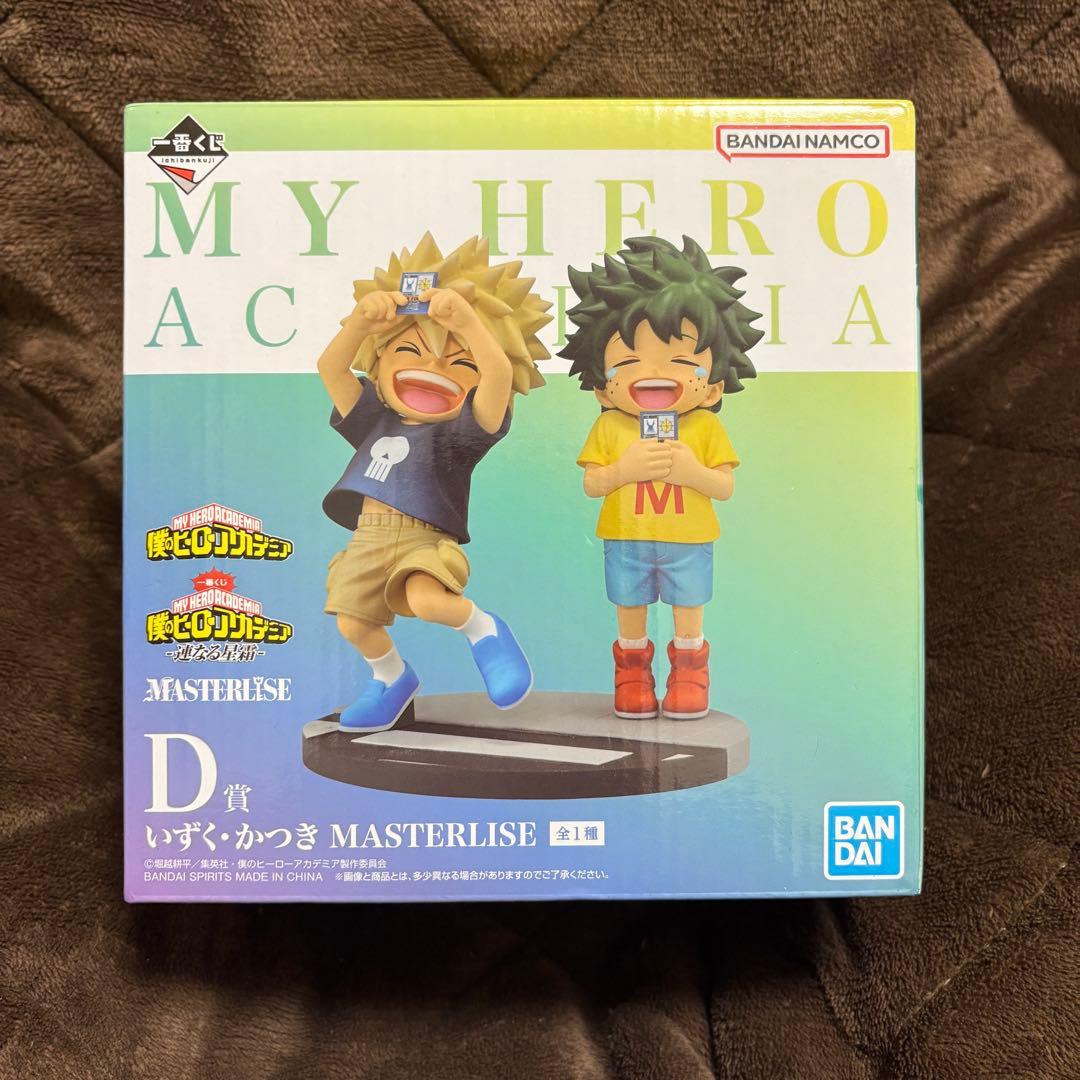 一番くじ
ichibankuji
BANDAI NAMCO
MY HERO
AC IA
M
MY HERO ACADEMIA
僕のヒーローアカデミア
一番くじ
MY HERO ACADEMIA
僕のヒーローアカデミア
-連なる星霜-
MASTERLISE
D賞
いずく・かつき MASTERLISE 全1種
©堀越耕平/集英社・僕のヒーローアカデミア製作委員会
BANDAI SPIRITS MADE IN CHINA ※画像と商品とは、多少異なる場合がありますのでご了承ください。
BAN
DAI